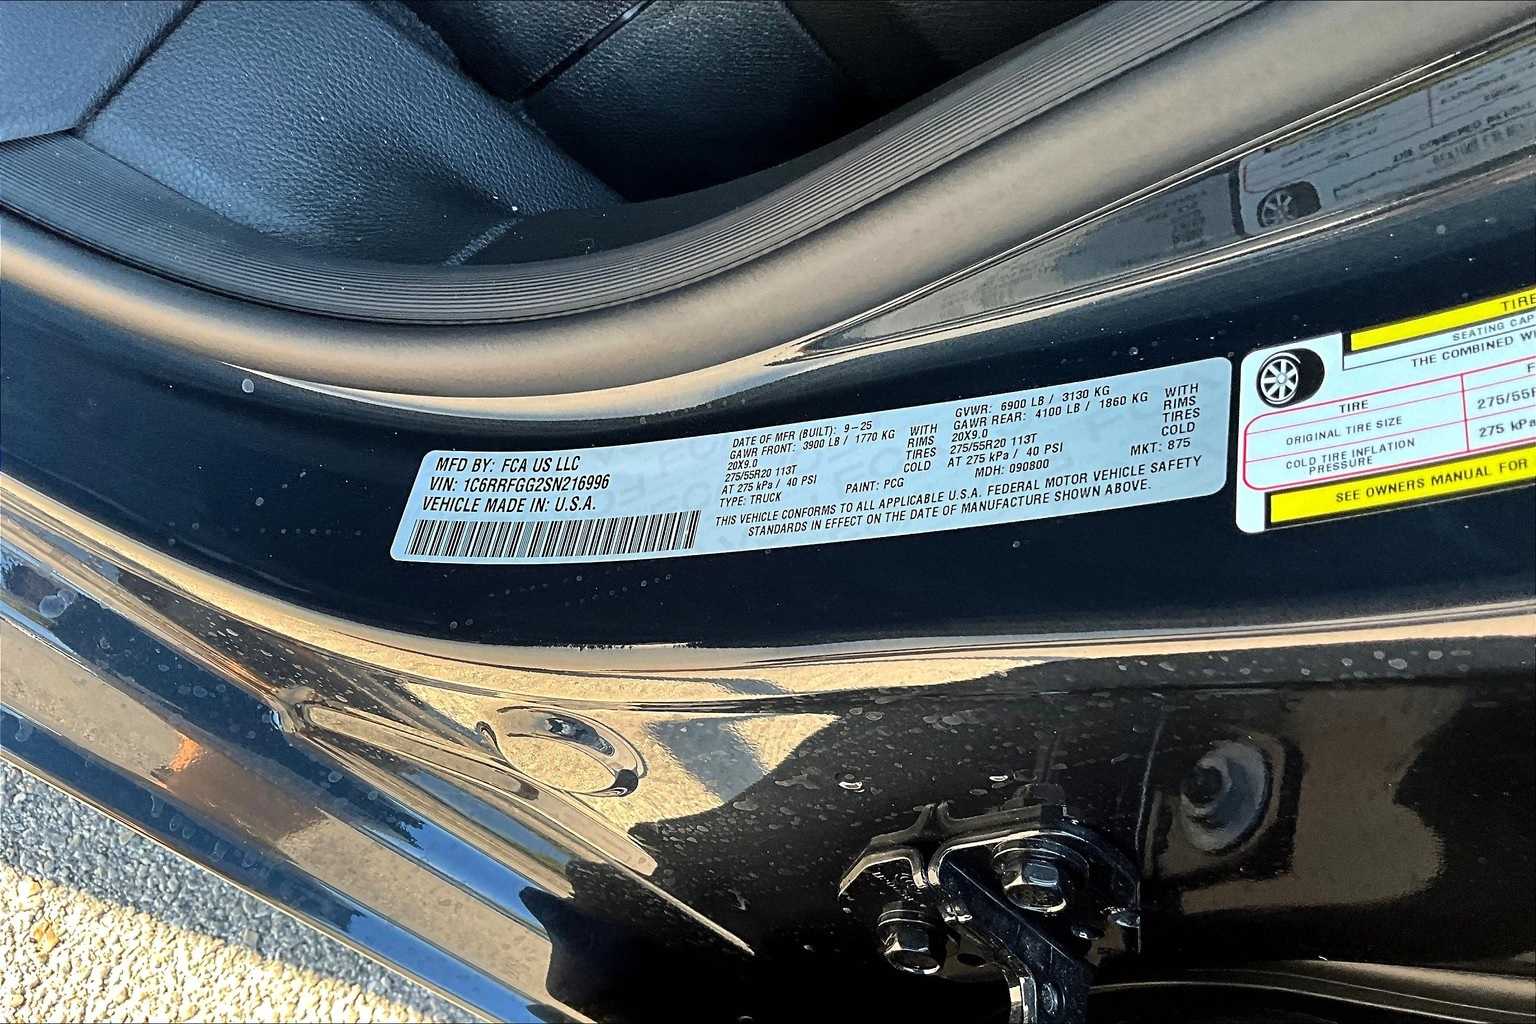 MFD BY: FCA US LLC
VIN: 1C6RRFGG2SN216996
VEHICLE MADE IN: U.S.A.
DATE OF MFR (BUILT): 9-25
GAWR FRONT: 3900 LB / 1770 KG WITH
20X9.0 RIMS
275/55R20 113T TIRES
AT 275 kPa / 40 PSI COLD
TYPE: TRUCK
PAINT: PCG
GVWR: 6900 LB / 3130 KG
GAWR REAR: 4100 LB / 1860 KG WITH
20X9.0 RIMS
275/55R20 113T TIRES
AT 275 kPa / 40 PSI COLD
MDH: 090800
MKT: 875
THIS VEHICLE CONFORMS TO ALL APPLICABLE U.S.A. FEDERAL MOTOR VEHICLE SAFETY
STANDARDS IN EFFECT ON THE DATE OF MANUFACTURE SHOWN ABOVE.
TIRE
SEATING CAP
THE COMBINED WE
TIRE F
ORIGINAL TIRE SIZE 275/55R
COLD TIRE INFLATION 275 kPa
PRESSURE
SEE OWNERS MANUAL FOR